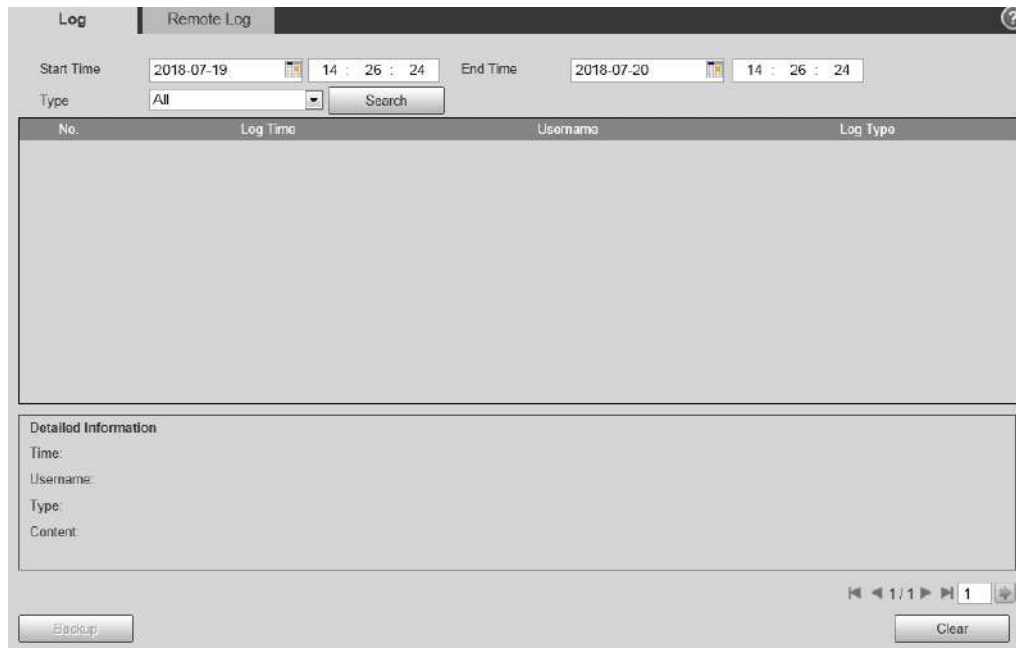 Log Remote Log ?
Start Time 2018-07-19 14 : 26 : 24 End Time 2018-07-20 14 : 26 : 24
Type All Search
No. Log Time Username Log Type
Detailed Information
Time:
Username:
Type:
Content:
1/1 1
Backup Clear